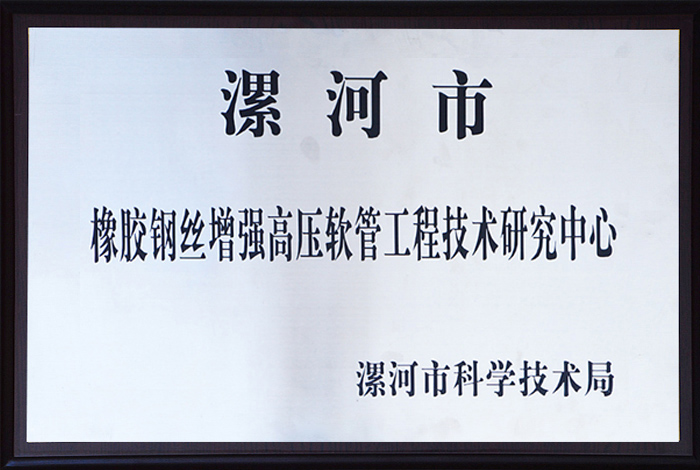 漯河市
橡胶钢丝增强高压软管工程技术研究中心
漯河市科学技术局